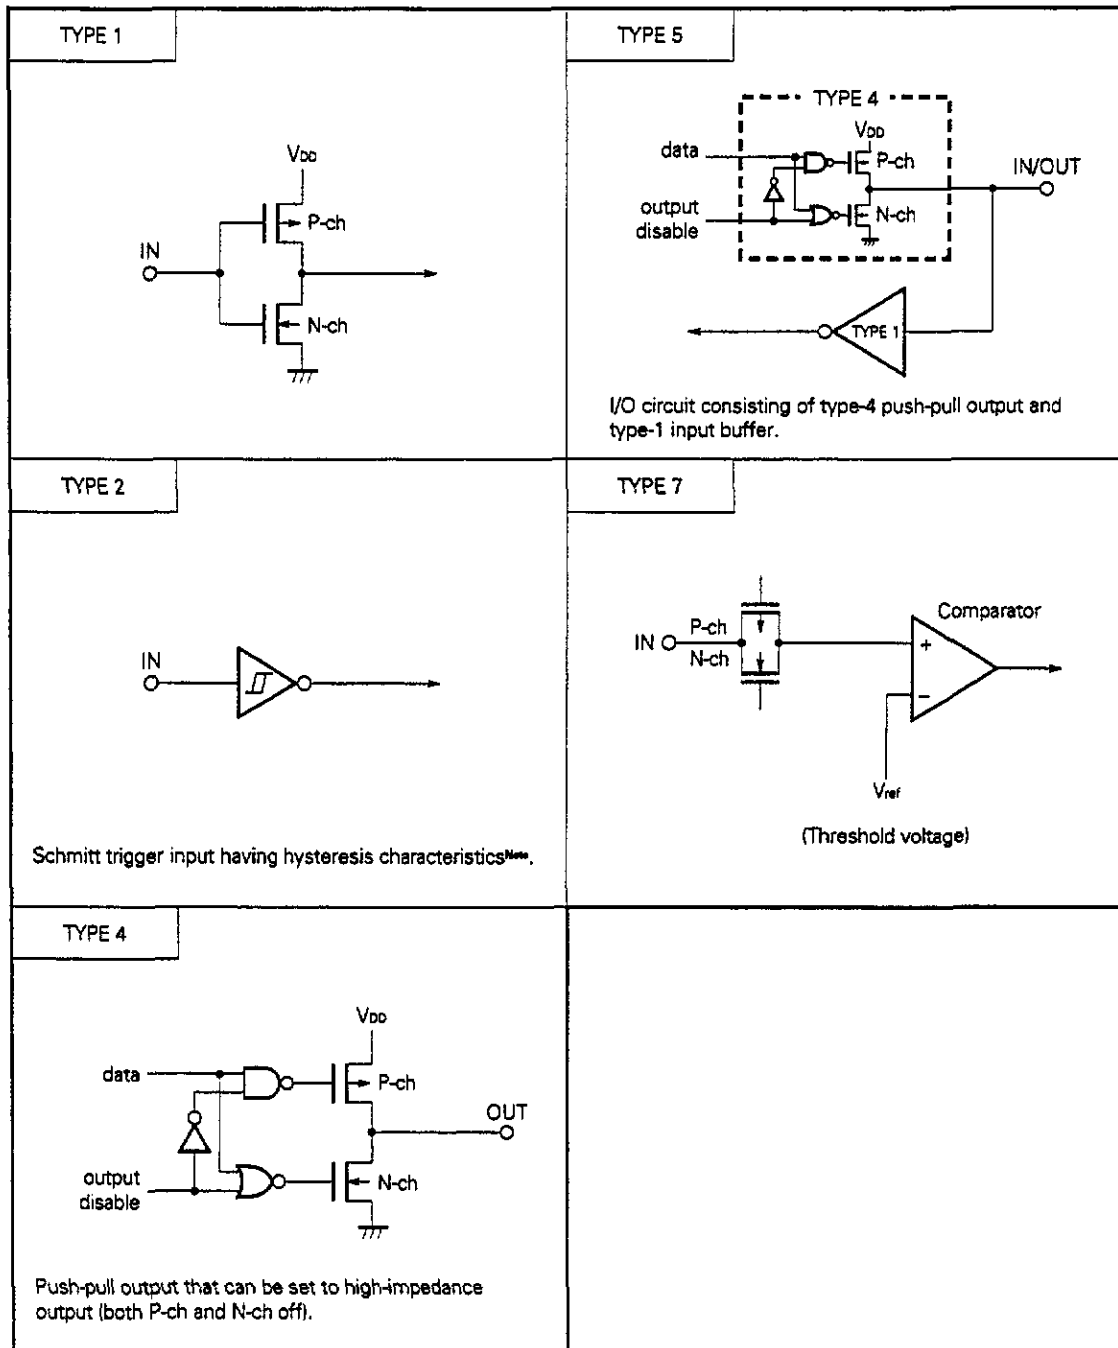 TYPE 1
VDD
P-ch
IN
N-ch
TYPE 5
TYPE 4
VDD
data
P-ch
IN/OUT
output
disable
N-ch
TYPE 1
I/O circuit consisting of type-4 push-pull output and
type-1 input buffer.
TYPE 2
IN
Schmitt trigger input having hysteresis characteristicsNote.
TYPE 7
Comparator
P-ch
IN
N-ch
+
−
Vref
(Threshold voltage)
TYPE 4
VDD
data
P-ch
OUT
output
disable
N-ch
Push-pull output that can be set to high-impedance
output (both P-ch and N-ch off).